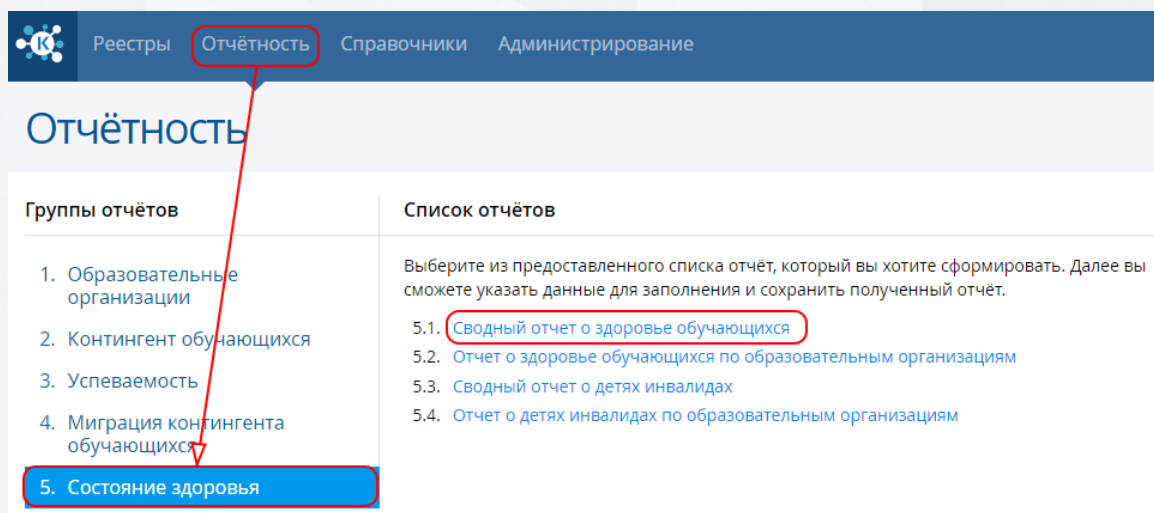 К Реестры Отчётность Справочники Администрирование
Отчётность
Группы отчётов
1. Образовательные
организации
2. Контингент обучающихся
3. Успеваемость
4. Миграция контингента
обучающихся
5. Состояние здоровья
Список отчётов
Выберите из предоставленного списка отчёт, который вы хотите сформировать. Далее вы
сможете указать данные для заполнения и сохранить полученный отчёт.
5.1. Сводный отчет о здоровье обучающихся
5.2. Отчет о здоровье обучающихся по образовательным организациям
5.3. Сводный отчет о детях инвалидах
5.4. Отчет о детях инвалидах по образовательным организациям